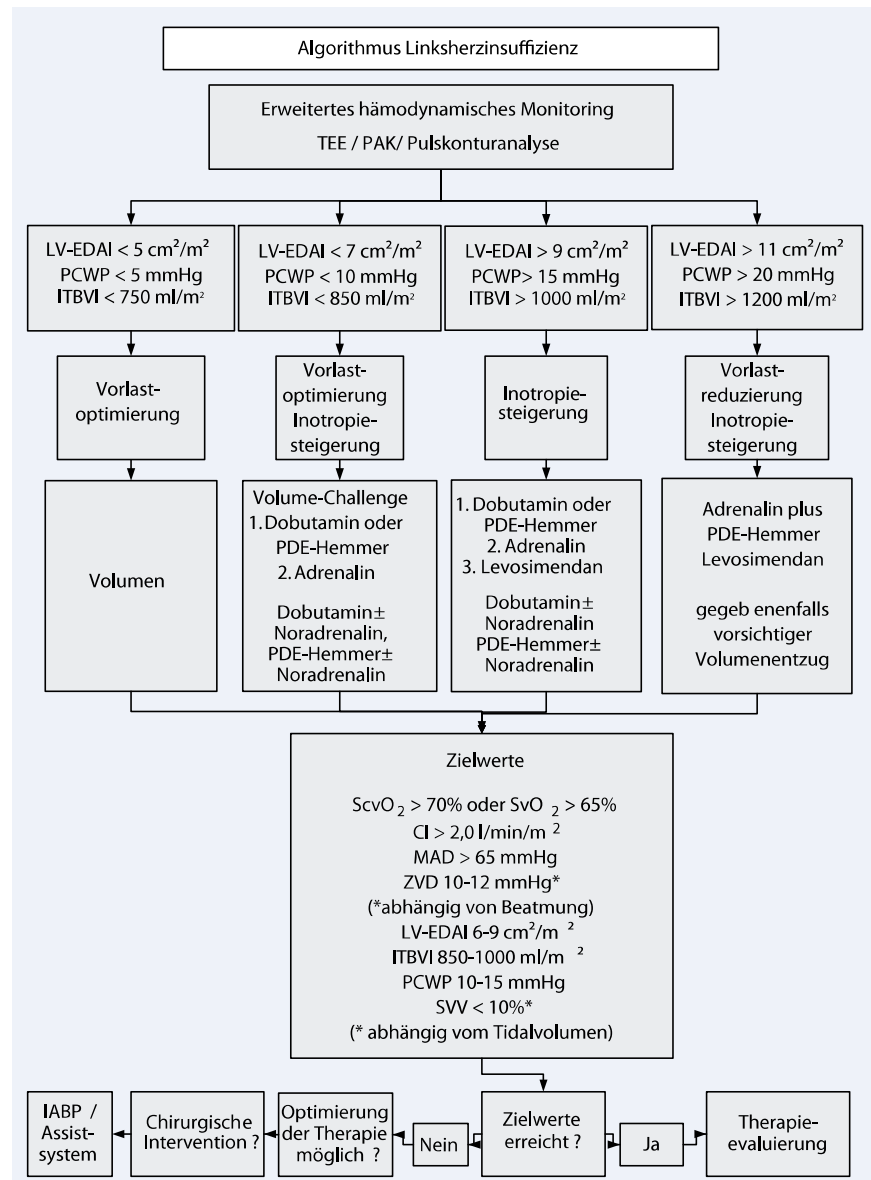 Algorithmus Linksherzinsuffizienz
Erweitertes hämodynamisches Monitoring
TEE / PAK/ Pulskonturanalyse
LV-EDAI < 5 cm²/m²
PCWP < 5 mmHg
ITBVI < 750 ml/m²
LV-EDAI < 7 cm²/m²
PCWP < 10 mmHg
ITBVI < 850 ml/m²
LV-EDAI > 9 cm²/m²
PCWP> 15 mmHg
ITBVI > 1000 ml/m²
LV-EDAI > 11 cm²/m²
PCWP > 20 mmHg
ITBVI > 1200 ml/m²
Vorlast-
optimierung
Vorlast-
optimierung
Inotropie-
steigerung
Inotropie-
steigerung
Vorlast-
reduzierung
Inotropie-
steigerung
Volumen
Volume-Challenge
1. Dobutamin oder
PDE-Hemmer
2. Adrenalin
Dobutamin±
Noradrenalin,
PDE-Hemmer±
Noradrenalin
1. Dobutamin oder
PDE-Hemmer
2. Adrenalin
3. Levosimendan
Dobutamin±
Noradrenalin
PDE-Hemmer±
Noradrenalin
Adrenalin plus
PDE-Hemmer
Levosimendan
gegeb enenfalls
vorsichtiger
Volumenentzug
Zielwerte
ScvO₂ > 70% oder SvO₂ > 65%
CI > 2,0 l/min/m²
MAD > 65 mmHg
ZVD 10-12 mmHg*
(*abhängig von Beatmung)
LV-EDAI 6-9 cm²/m²
ITBVI 850-1000 ml/m²
PCWP 10-15 mmHg
SVV < 10%*
(* abhängig vom Tidalvolumen)
IABP /
Assist-
system
Chirurgische
Intervention ?
Optimierung
der Therapie
möglich ?
Nein
Zielwerte
erreicht ?
Ja
Therapie-
evaluierung